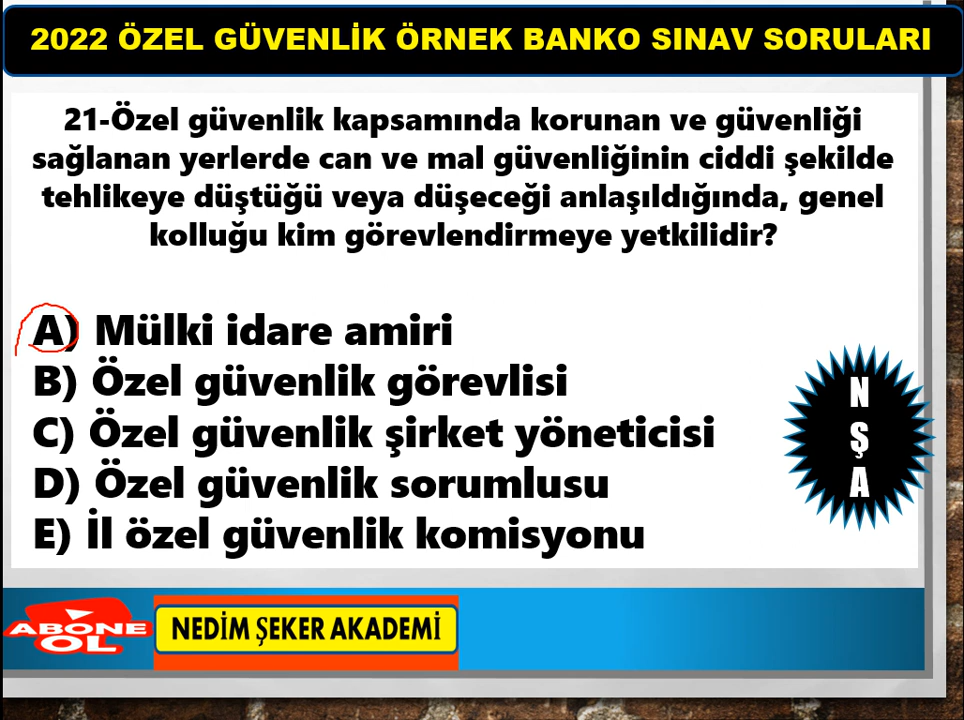 2022 ÖZEL GÜVENLİK ÖRNEK BANKO SINAV SORULARI
21-Özel güvenlik kapsamında korunan ve güvenliği
sağlanan yerlerde can ve mal güvenliğinin ciddi şekilde
tehlikeye düştüğü veya düşeceği anlaşıldığında, genel
kolluğu kim görevlendirmeye yetkilidir?
A) Mülki idare amiri
B) Özel güvenlik görevlisi
C) Özel güvenlik şirket yöneticisi
D) Özel güvenlik sorumlusu
E) İl özel güvenlik komisyonu
N
Ş
A
ABONE
OL
NEDİM ŞEKER AKADEMİ